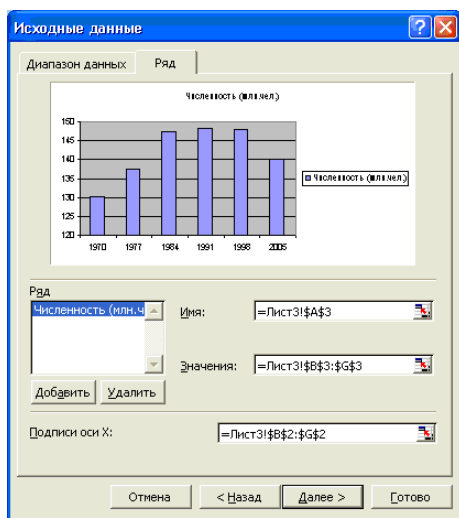 Исходные данные
Диапазон данных Ряд
Численность (млн.чел.)
150
145
140
135
130
125
120
1970 1977 1984 1991 1998 2005
Численность (млн.чел.)
Ряд
Численность (млн.ч
Имя: =Лист3!$A$3
Значения: =Лист3!$B$3:$G$3
Добавить Удалить
Подписи оси X: =Лист3!$B$2:$G$2
Отмена < Назад Далее > Готово